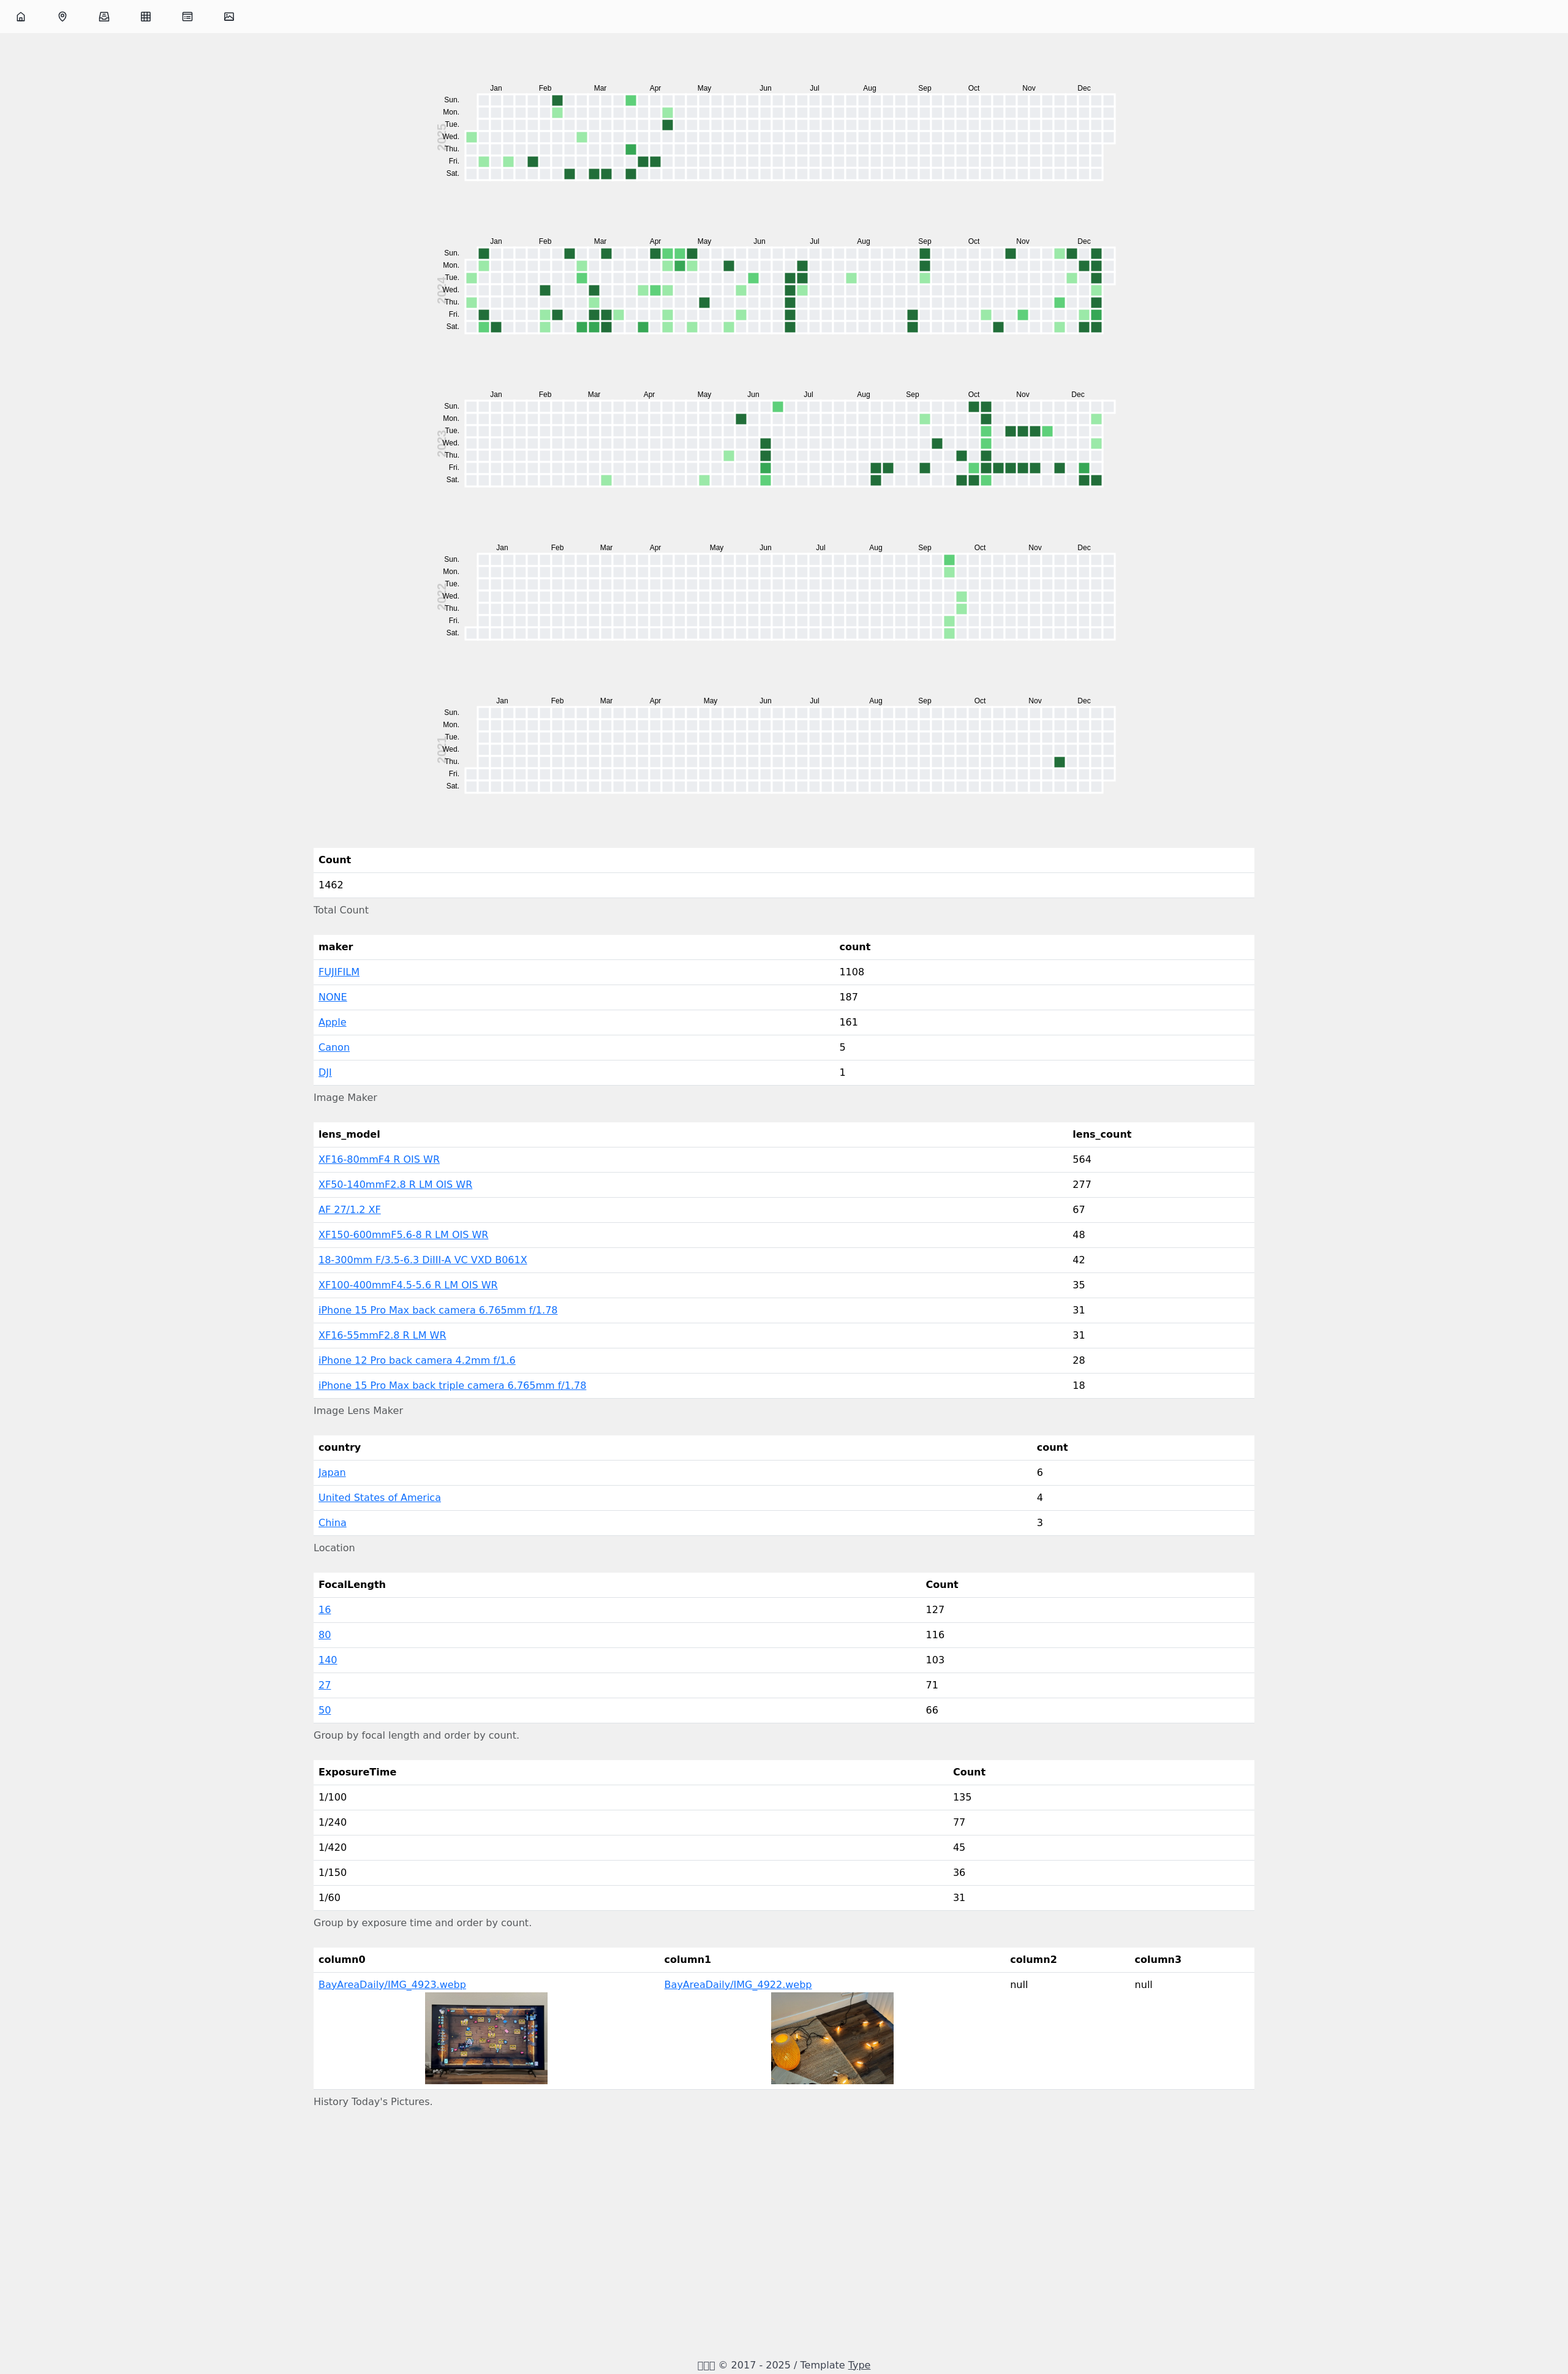 Jan Feb Mar Apr May Jun Jul Aug Sep Oct Nov Dec
2025
Sun.
Mon.
Tue.
Wed.
Thu.
Fri.
Sat.
Jan Feb Mar Apr May Jun Jul Aug Sep Oct Nov Dec
2024
Sun.
Mon.
Tue.
Wed.
Thu.
Fri.
Sat.
Jan Feb Mar Apr May Jun Jul Aug Sep Oct Nov Dec
2023
Sun.
Mon.
Tue.
Wed.
Thu.
Fri.
Sat.
Jan Feb Mar Apr May Jun Jul Aug Sep Oct Nov Dec
2022
Sun.
Mon.
Tue.
Wed.
Thu.
Fri.
Sat.
Jan Feb Mar Apr May Jun Jul Aug Sep Oct Nov Dec
2021
Sun.
Mon.
Tue.
Wed.
Thu.
Fri.
Sat.
Count
1462
Total Count
maker count
FUJIFILM 1108
NONE 187
Apple 161
Canon 5
DJI 1
Image Maker
lens_model lens_count
XF16-80mmF4 R OIS WR 564
XF50-140mmF2.8 R LM OIS WR 277
AF 27/1.2 XF 67
XF150-600mmF5.6-8 R LM OIS WR 48
18-300mm F/3.5-6.3 DiIII-A VC VXD B061X 42
XF100-400mmF4.5-5.6 R LM OIS WR 35
iPhone 15 Pro Max back camera 6.765mm f/1.78 31
XF16-55mmF2.8 R LM WR 31
iPhone 12 Pro back camera 4.2mm f/1.6 28
iPhone 15 Pro Max back triple camera 6.765mm f/1.78 18
Image Lens Maker
country count
Japan 6
United States of America 4
China 3
Location
FocalLength Count
16 127
80 116
140 103
27 71
50 66
Group by focal length and order by count.
ExposureTime Count
1/100 135
1/240 77
1/420 45
1/150 36
1/60 31
Group by exposure time and order by count.
column0 column1 column2 column3
BayAreaDaily/IMG_4923.webp BayAreaDaily/IMG_4922.webp null null
History Today's Pictures.
© 2017 - 2025 / Template Type